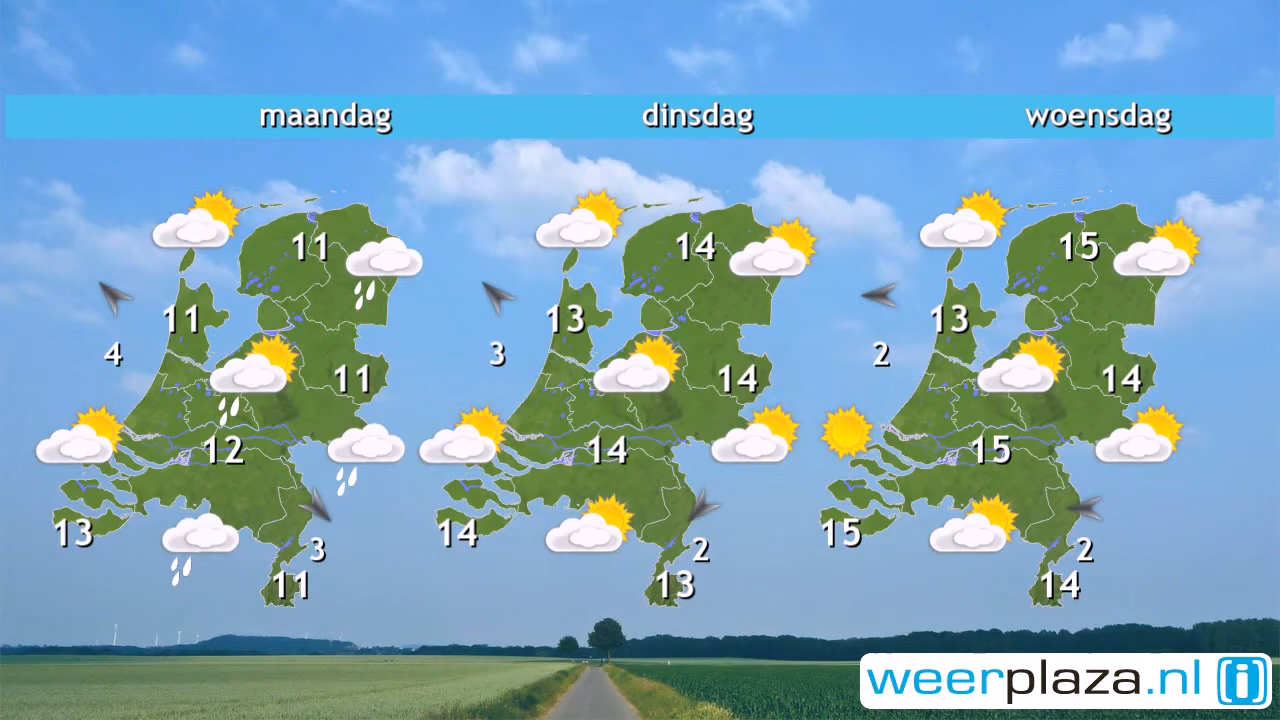 maandag dinsdag woensdag
11 14 15
11 13 13
4 3 2
11 14 14
12 14 15
13 14 15
3 2 2
11 13 14
weerplaza.nl i